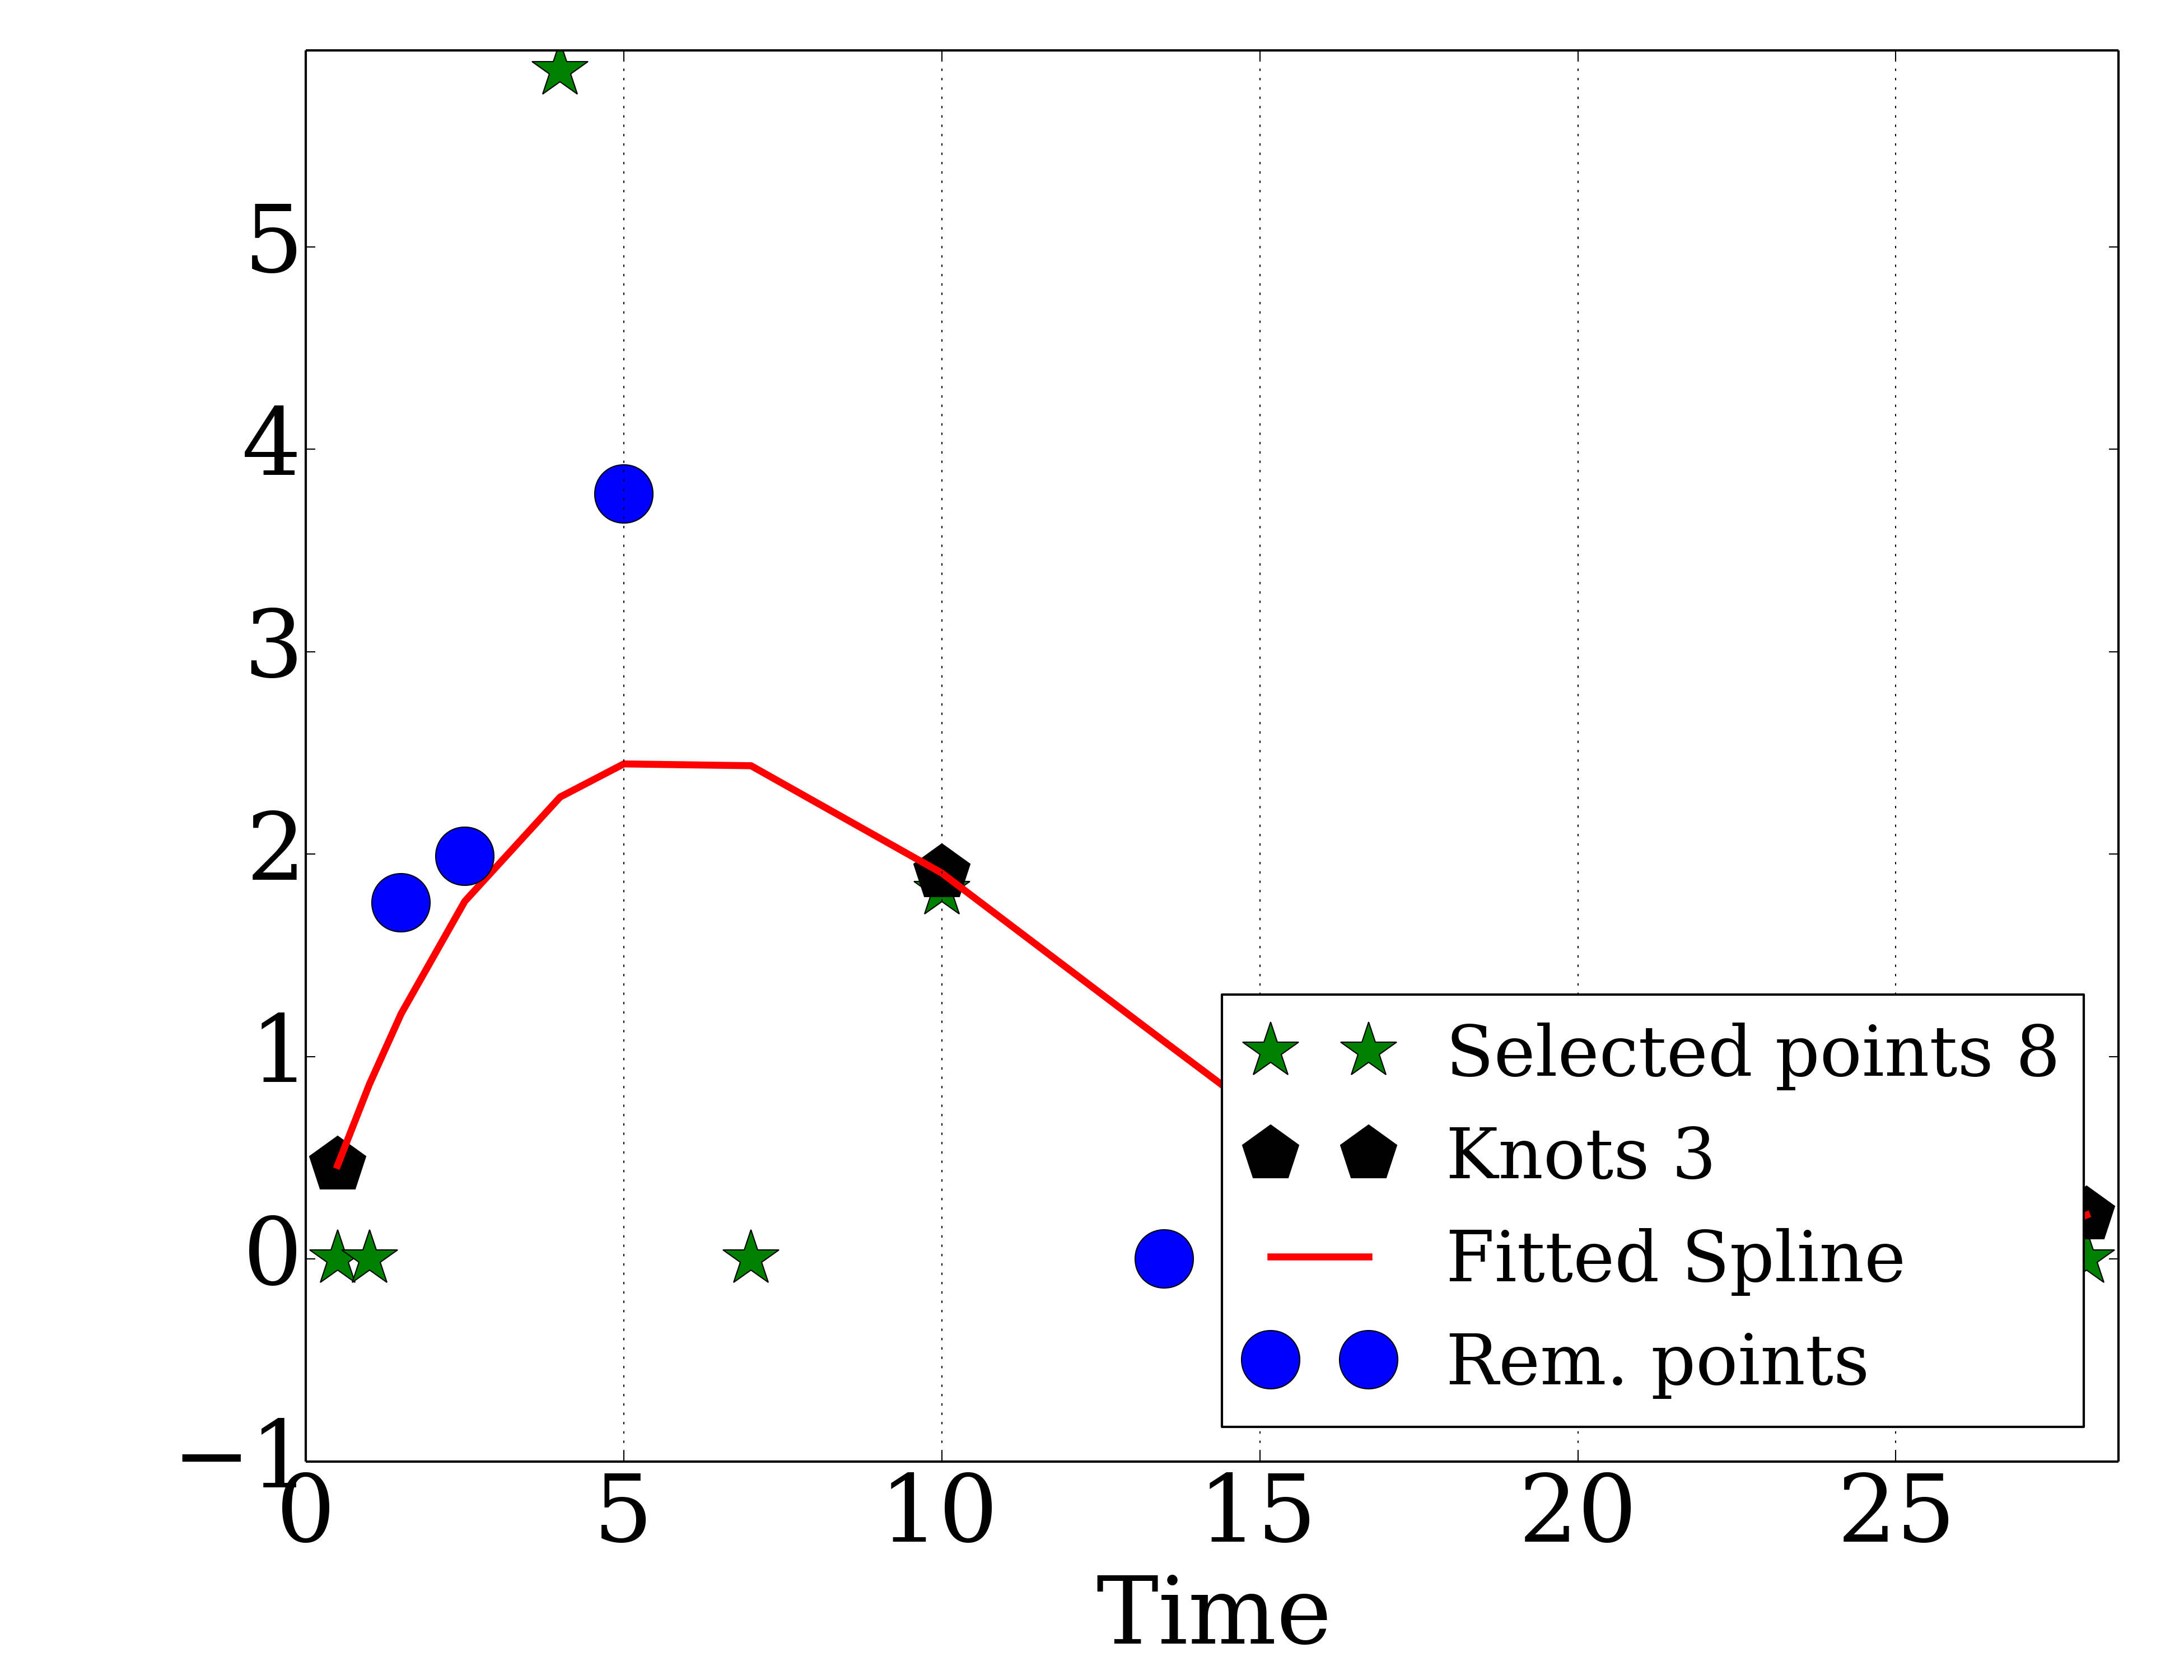 5
4
3
2
1
0
−1
0 5 10 15 20 25
Time
Selected points 8
Knots 3
Fitted Spline
Rem. points